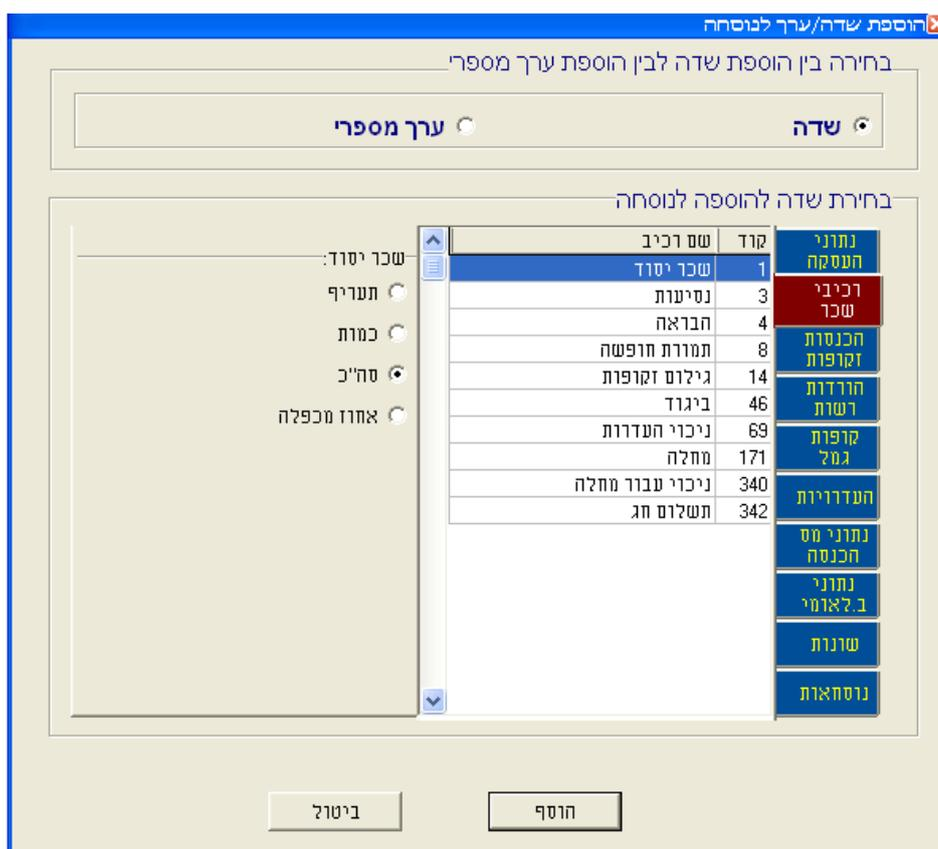 הוספת שדה/ערך לנוסחה
בחירה בין הוספת שדה לבין הוספת ערך מספרי
שדה
ערך מספרי
בחירת שדה להוספה לנוסחה
נתוני
העסקה
רכיבי
שכר
הכנסות
זקופות
הורדות
רשות
קופות
גמל
העדרויות
נתוני מס
הכנסה
נתוני
ב.לאומי
שונות
נוסחאות
קוד שם רכיב
1 שכר יסוד
3 נסיעות
4 הבראה
8 תמורת חופשה
14 גילום זקופות
46 ביגוד
69 ניכוי העדרות
171 מחלה
340 ניכוי עבור מחלה
342 תשלום חג
שכר יסוד:
תעריף
כמות
סה"כ
אחוז מכפלה
הוסף
ביטול